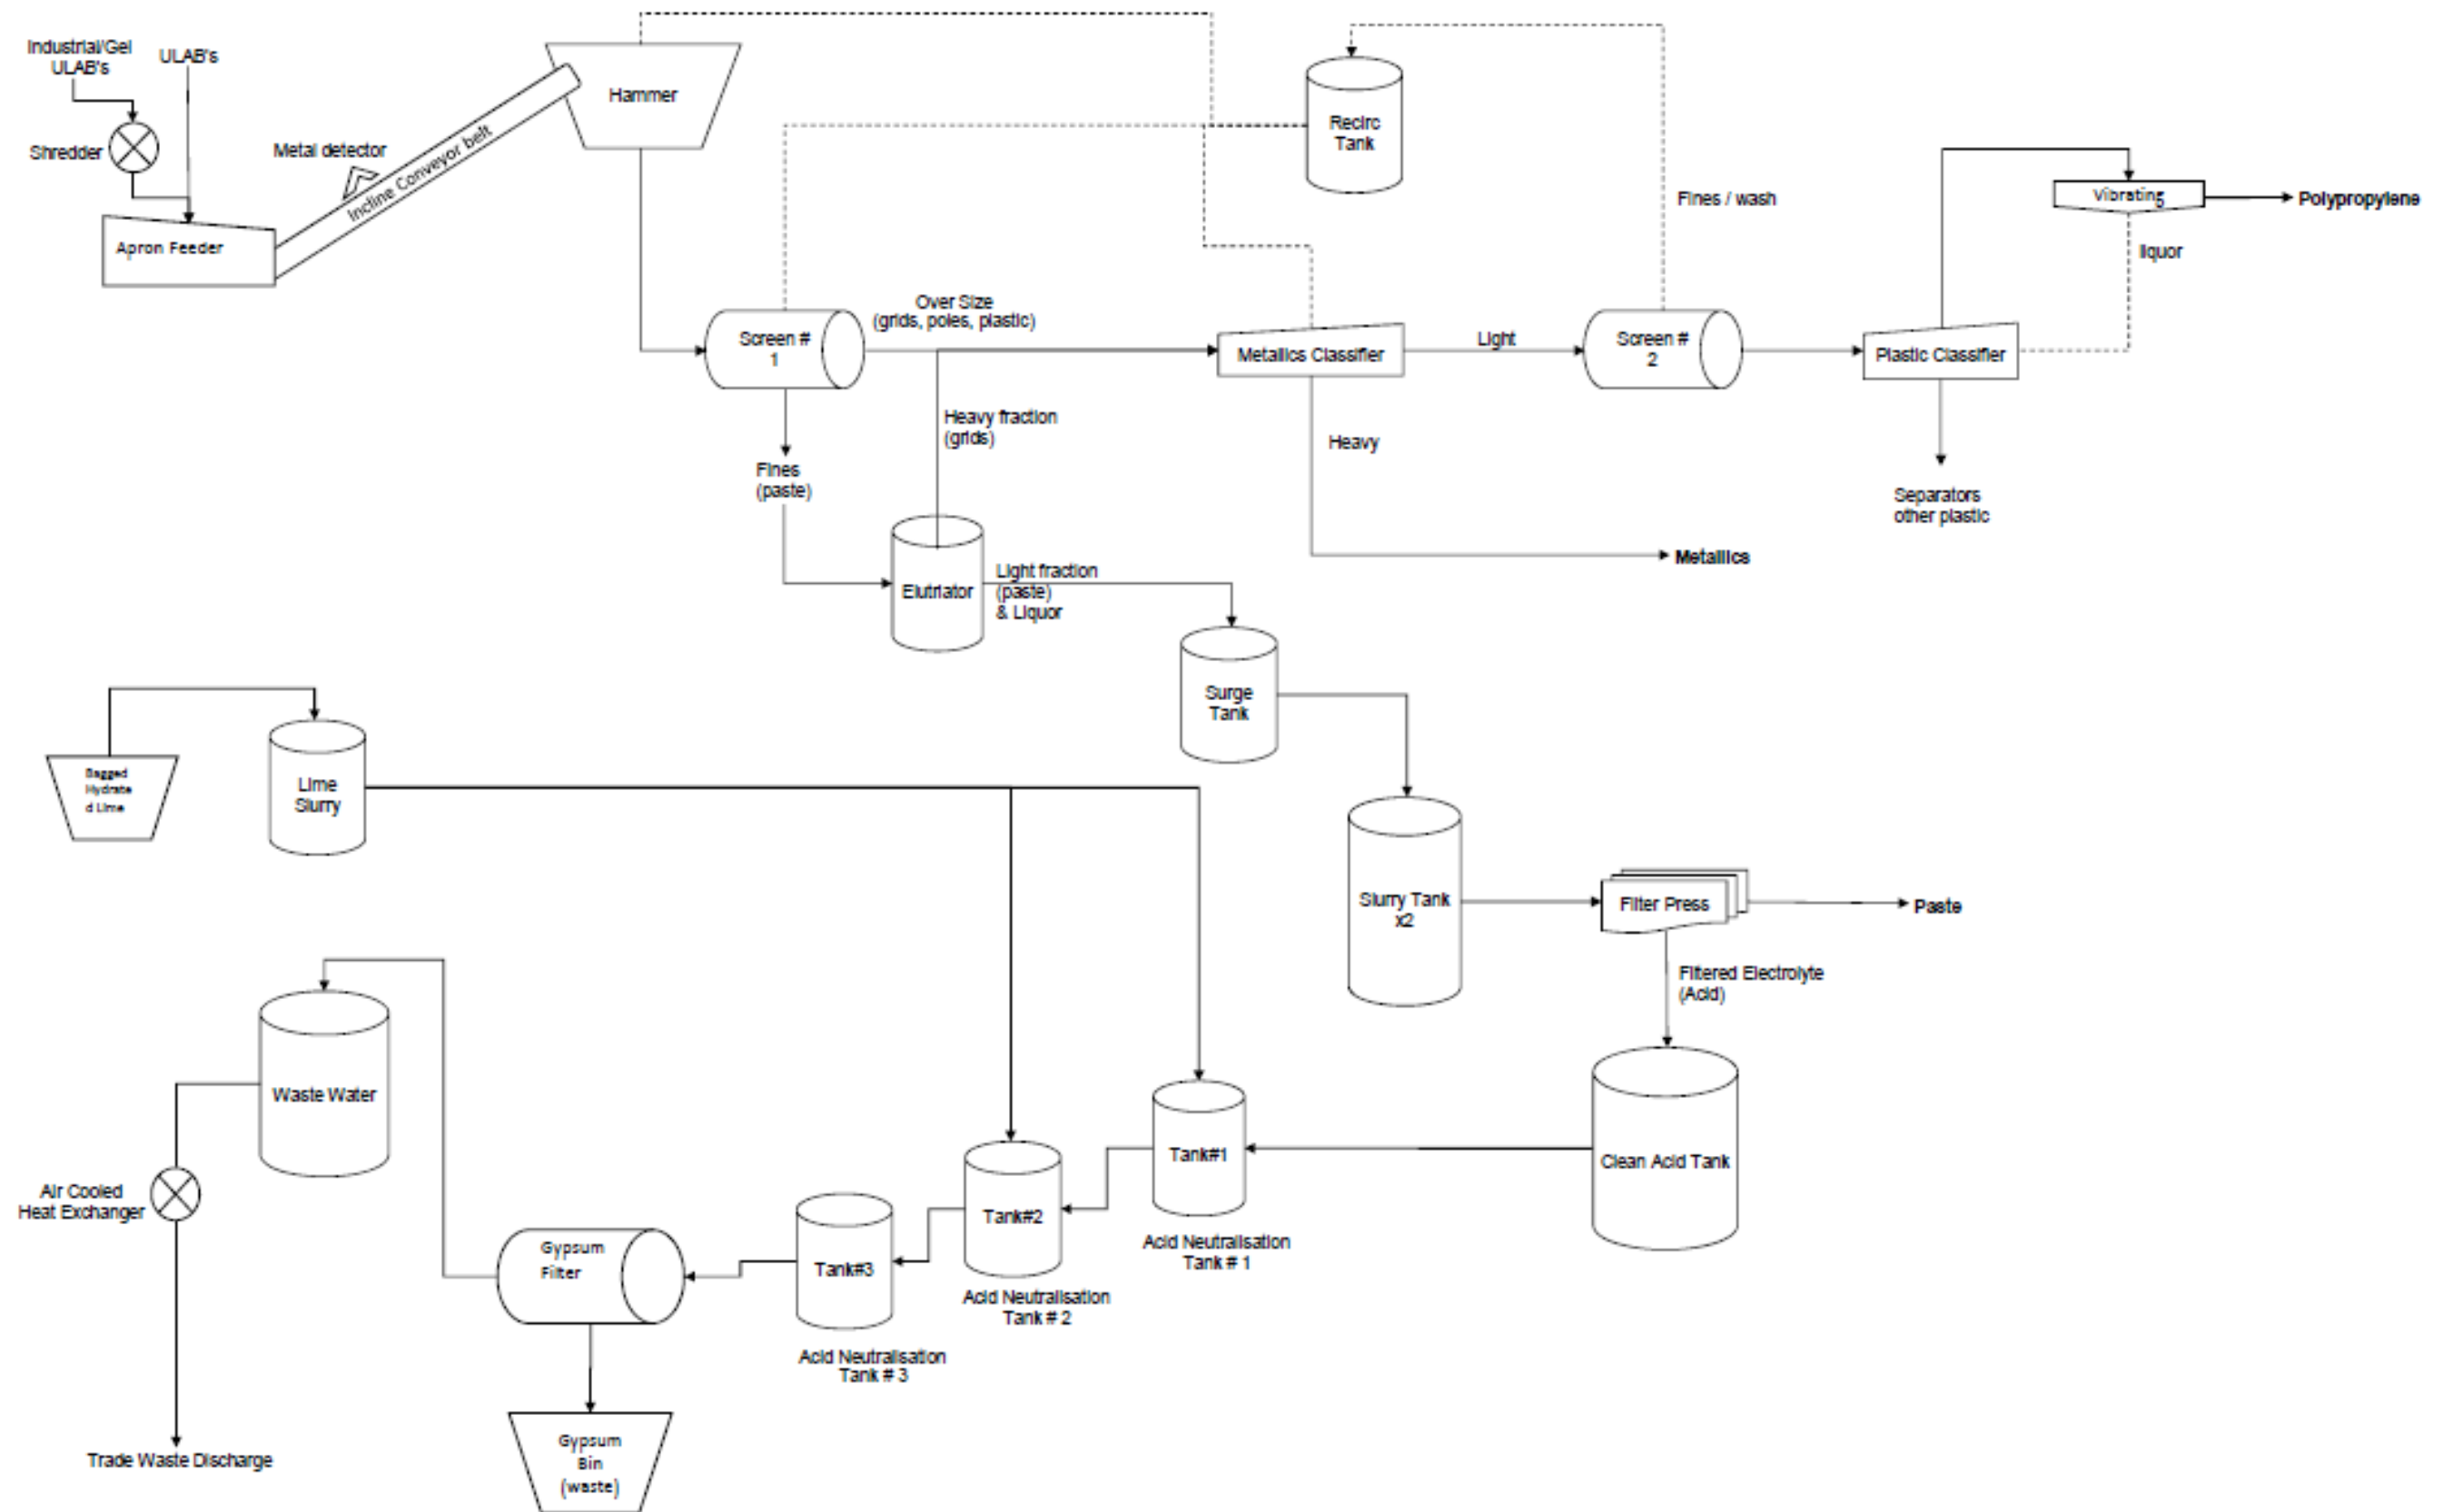 Industrial/Gel
ULAB's
ULAB's
Shredder
Metal detector
Incline Conveyor belt
Apron Feeder
Hammer
Recirc
Tank
Fines / wash
Vibrating
Polypropylene
liquor
Screen #
1
Over Size
(grids, poles, plastic)
Metallics Classifier
Light
Screen #
2
Plastic Classifier
Heavy fraction
(grids)
Heavy
Fines
(paste)
Separators
other plastic
Metallics
Elutriator
Light fraction
(paste)
& Liquor
Surge
Tank
Bagged
Hydrate
d Lime
Lime
Slurry
Slurry Tank
x2
Filter Press
Paste
Filtered Electrolyte
(Acid)
Waste Water
Clean Acid Tank
Tank#1
Acid Neutralisation
Tank # 1
Tank#2
Acid Neutralisation
Tank # 2
Tank#3
Acid Neutralisation
Tank # 3
Air Cooled
Heat Exchanger
Gypsum
Filter
Gypsum
Bin
(waste)
Trade Waste Discharge